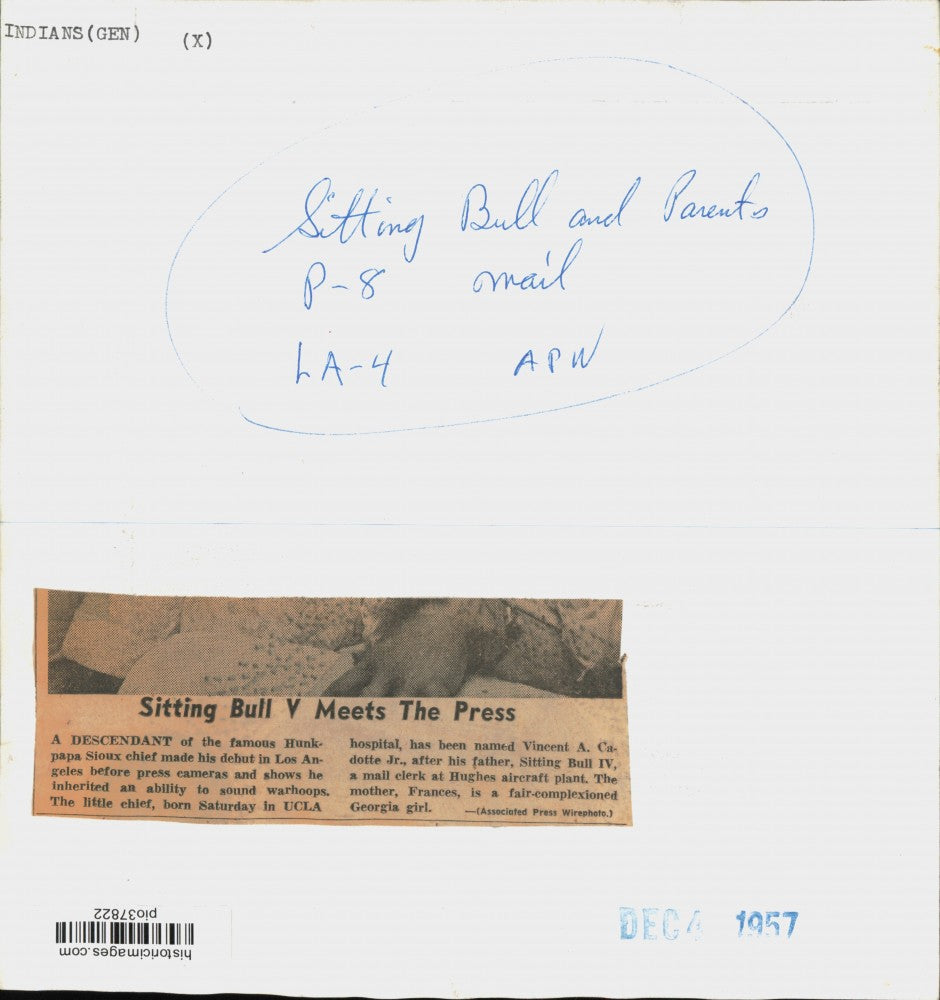 INDIANS(GEN) (X)
Sitting Bull and Parents
P-8 mail
LA-4 APW
Sitting Bull V Meets The Press
A DESCENDANT of the famous Hunk-
papa Sioux chief made his debut in Los An-
geles before press cameras and shows he
inherited an ability to sound warhoops.
The little chief, born Saturday in UCLA
hospital, has been named Vincent A. Ca-
dotte Jr., after his father, Sitting Bull IV,
a mail clerk at Hughes aircraft plant. The
mother, Frances, is a fair-complexioned
Georgia girl. —(Associated Press Wirephoto.)
DEC 4 1957
historicimages.com
pio37822